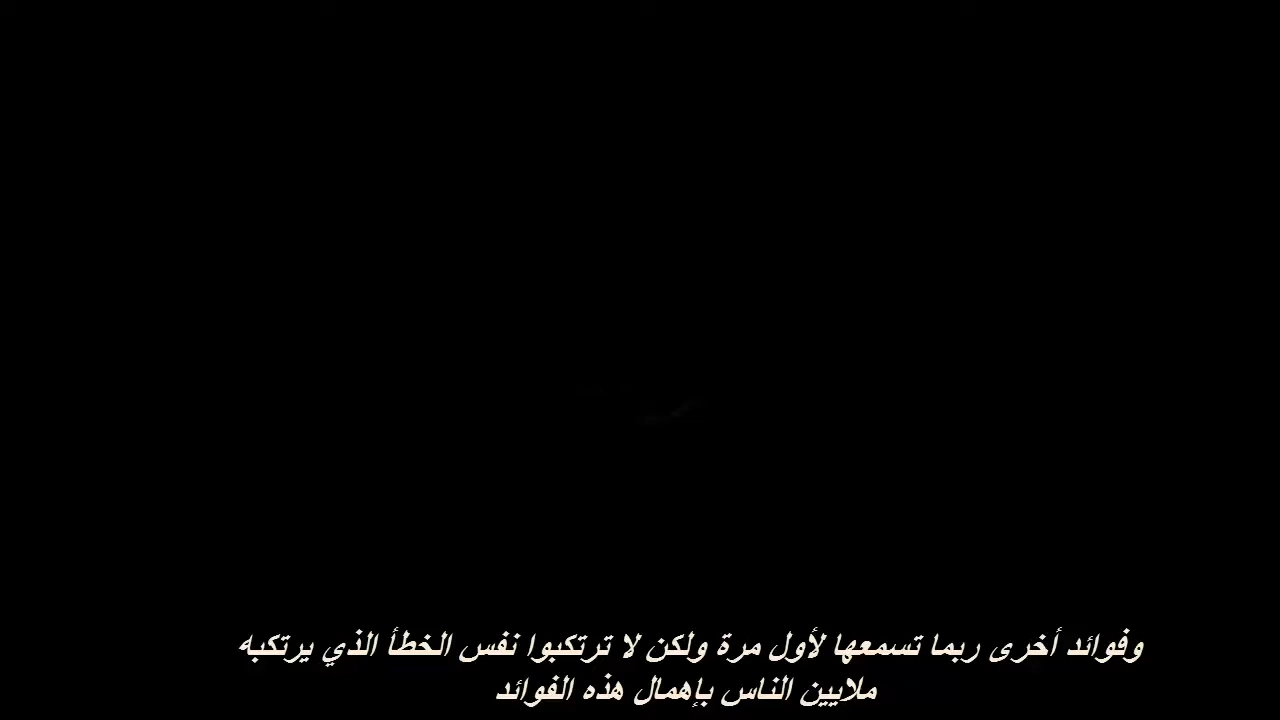 وفوائد أخرى ربما تسمعها لأول مرة ولكن لا ترتكبوا نفس الخطأ الذي يرتكبه
ملايين الناس بإهمال هذه الفوائد